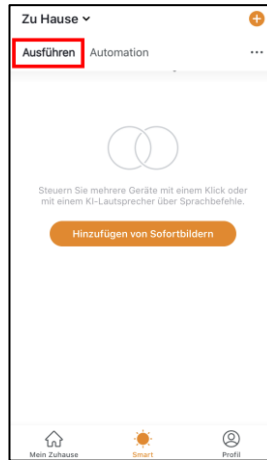 Zu Hause
Ausführen Automation ...
Steuern Sie mehrere Geräte mit einem Klick oder
mit einem KI-Lautsprecher über Sprachbefehle.
Hinzufügen von Sofortbildern
Mein Zuhause Smart Profil